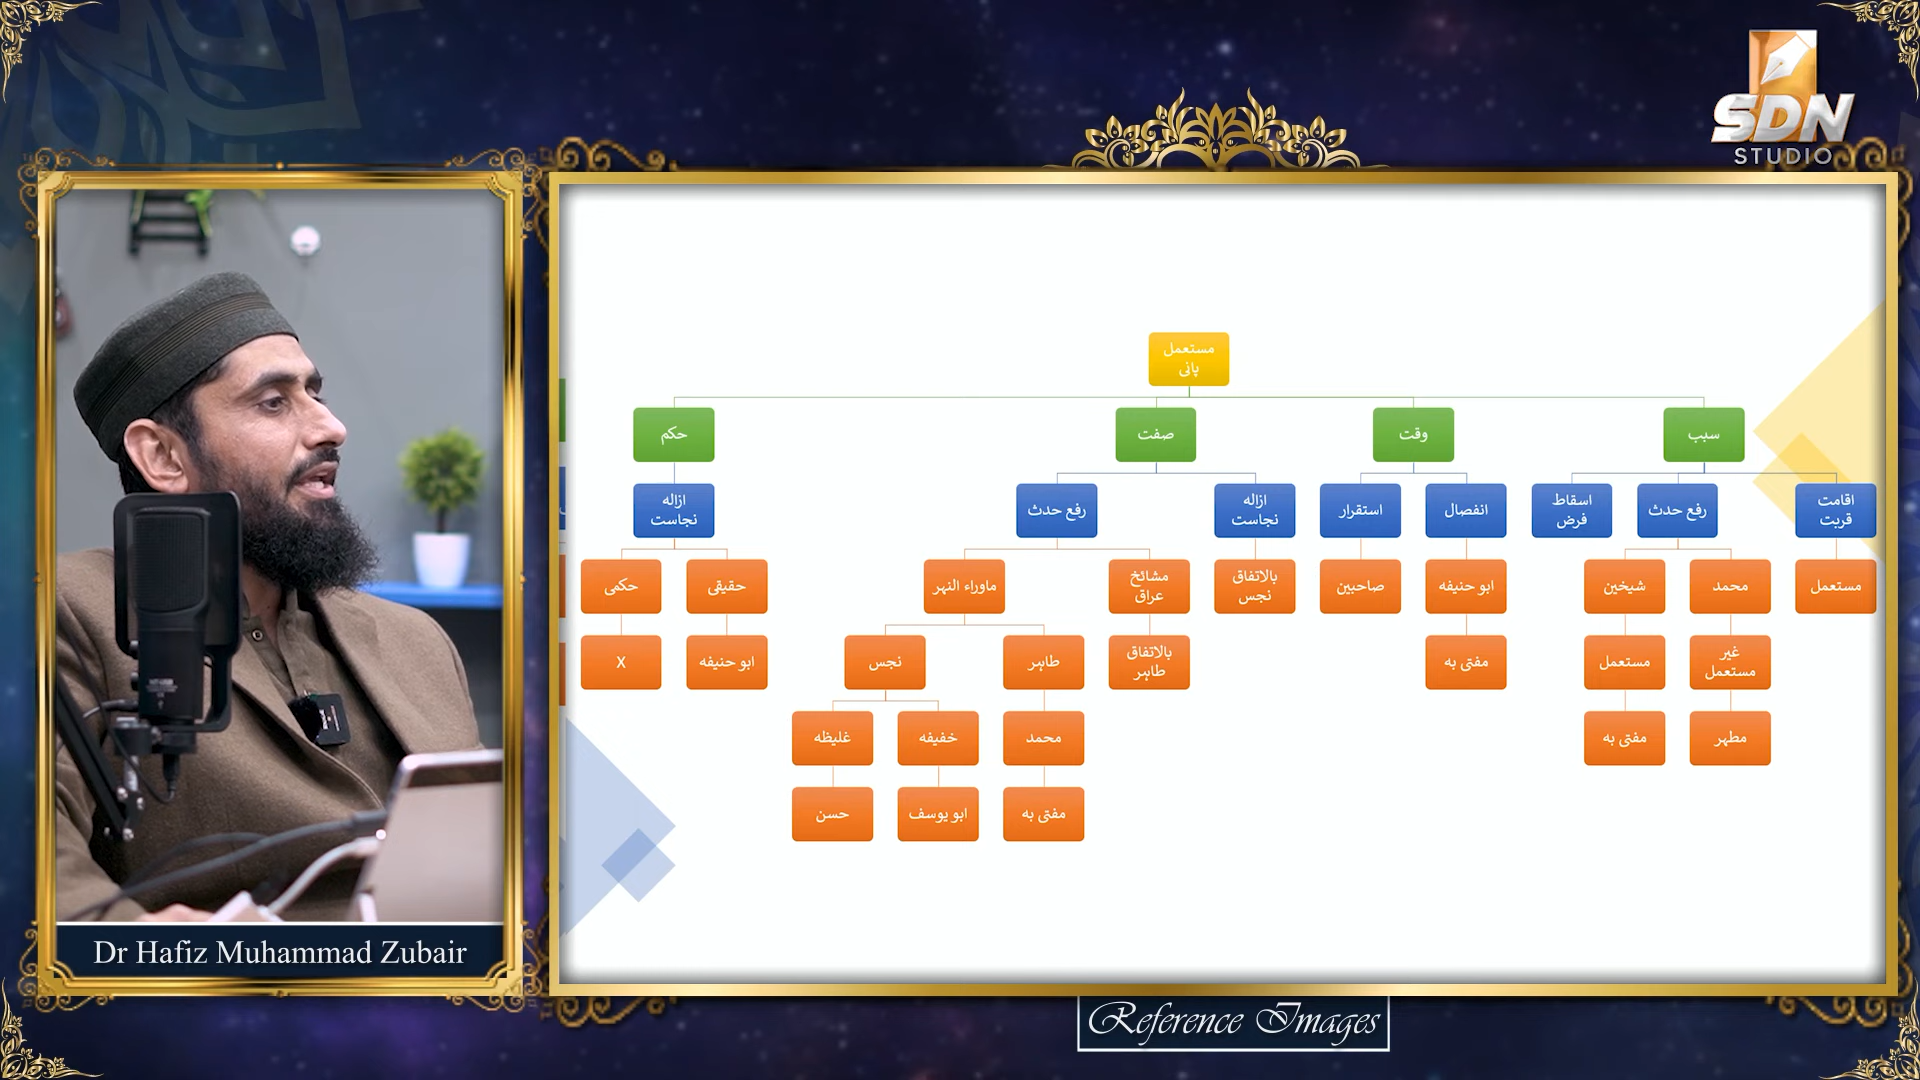 SDN
STUDIO
مستعمل
پانی
سبب
وقت
صفت
حکم
اقامت
قربت
رفع حدث
اسقاط
فرض
انفصال
استقرار
ازالہ
نجاست
رفع حدث
ازالہ
نجاست
مستعمل
محمد
شیخین
ابو حنیفہ
صاحبین
بالاتفاق
نجس
مشائخ
عراق
ماوراء النہر
حقیقی
حکمی
غیر
مستعمل
مستعمل
مفتی بہ
بالاتفاق
طاہر
طاہر
نجس
ابو حنیفہ
X
مطہر
مفتی بہ
محمد
خفیفہ
غلیظہ
مفتی بہ
ابو یوسف
حسن
Dr Hafiz Muhammad Zubair
Reference Images